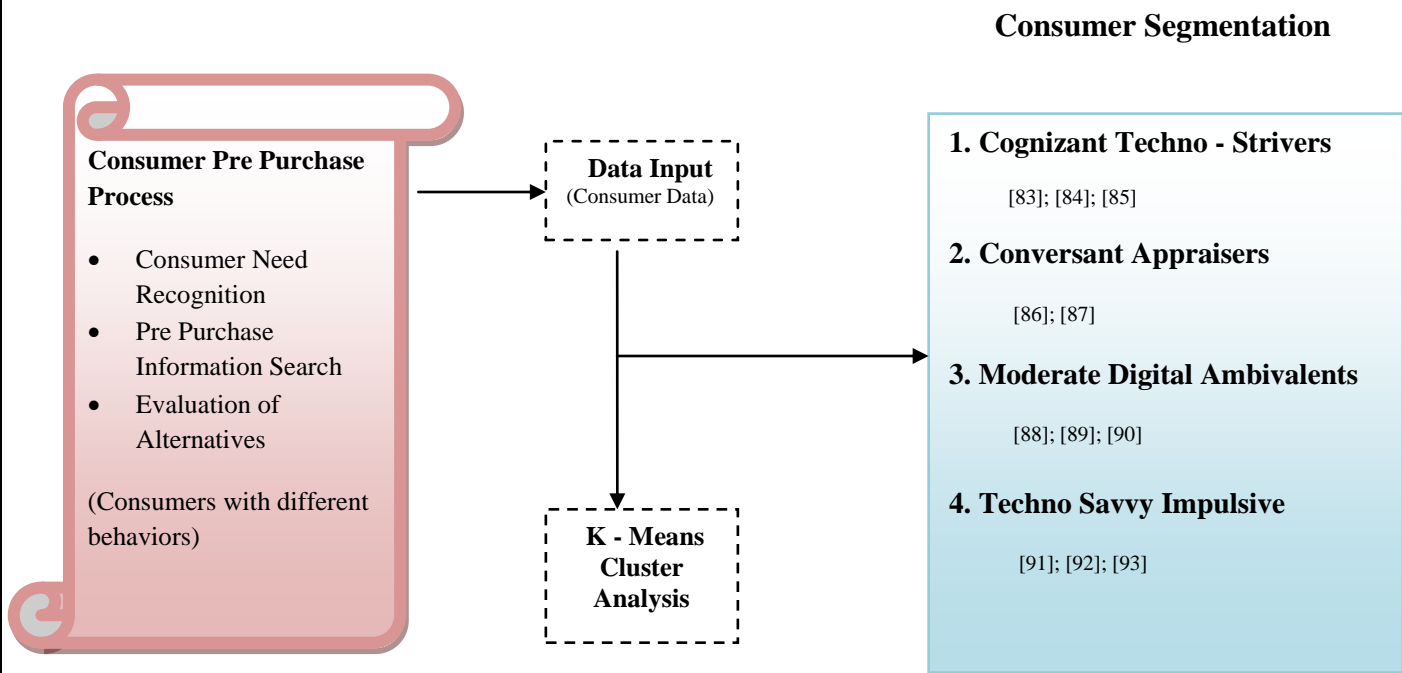 Consumer Segmentation
Consumer Pre Purchase
Process
• Consumer Need
Recognition
• Pre Purchase
Information Search
• Evaluation of
Alternatives
(Consumers with different
behaviors)
Data Input
(Consumer Data)
K - Means
Cluster
Analysis
1. Cognizant Techno - Strivers
[83]; [84]; [85]
2. Conversant Appraisers
[86]; [87]
3. Moderate Digital Ambivalents
[88]; [89]; [90]
4. Techno Savvy Impulsive
[91]; [92]; [93]